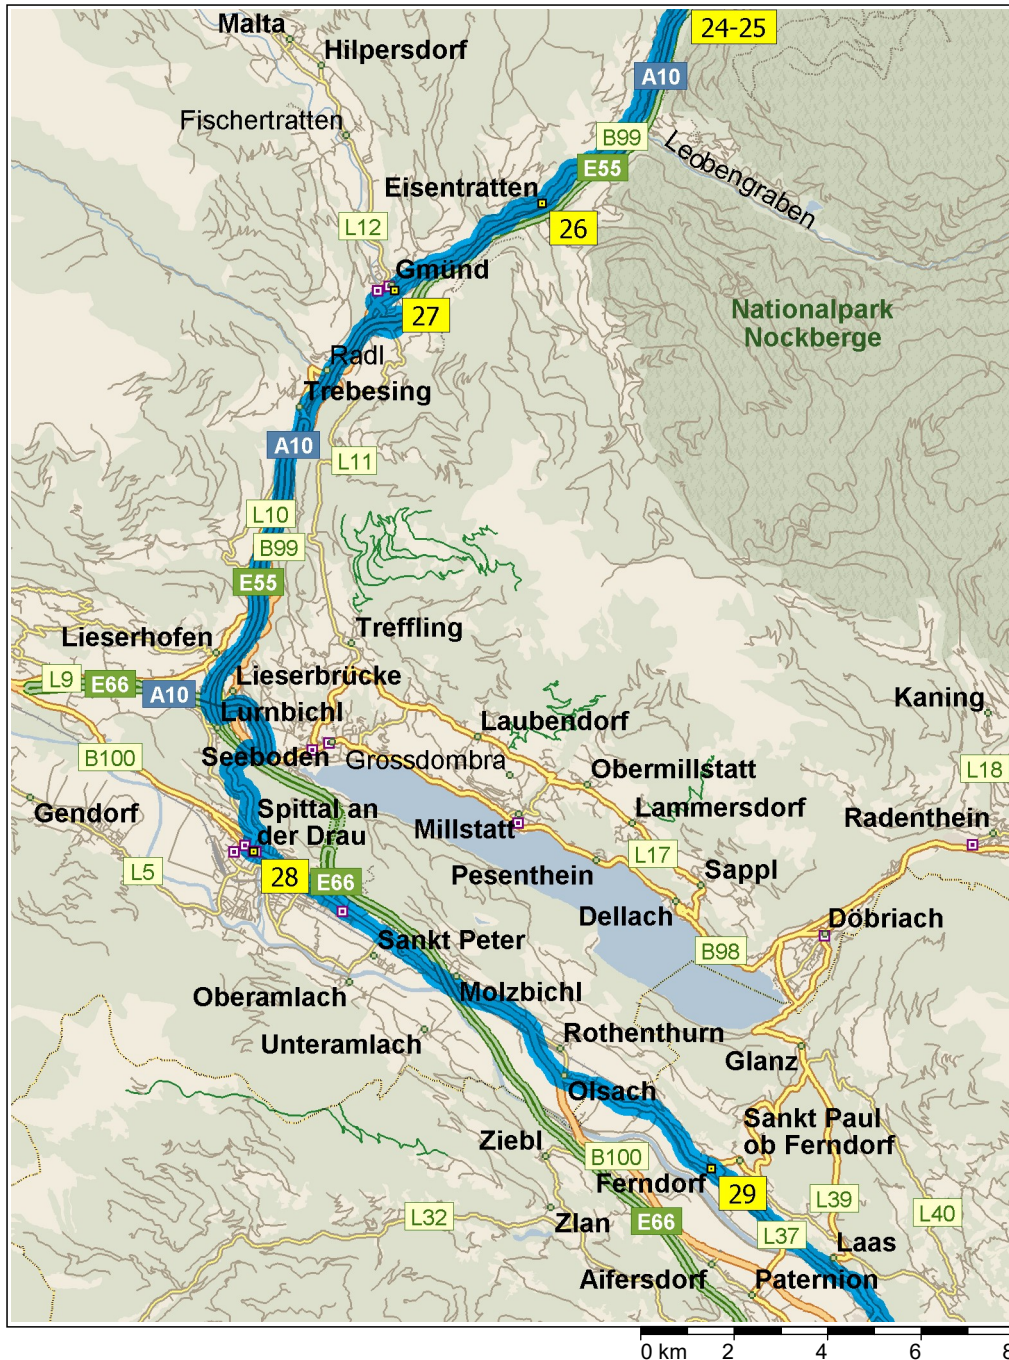 Malta
24-25
Hilpersdorf
A10
Fischertratten
B99
Leobengraben
E55
Eisentratten
L12
26
Gmünd
Nationalpark
Nockberge
27
Radl
Trebesing
A10
L11
L10
B99
E55
Treffling
Lieserhofen
Lieserbrücke
L9
E66
A10
Kaning
Lurnbichl
Laubendorf
B100
Seeboden
Grossdombra
Obermillstatt
L18
Gendorf
Spittal an
der Drau
Lammersdorf
Millstatt
Radenthein
L17
L5
28
E66
Pesenthein
Sappl
Dellach
Döbriach
Sankt Peter
B98
Oberamlach
Molzbichl
Rothenthurn
Unteramlach
Glanz
Olsach
Sankt Paul
ob Ferndorf
Ziebl
B100
Ferndorf
29
L39
L40
L32
Zlan
E66
L37
Laas
Aifersdorf
Paternion
0 km 2 4 6 8